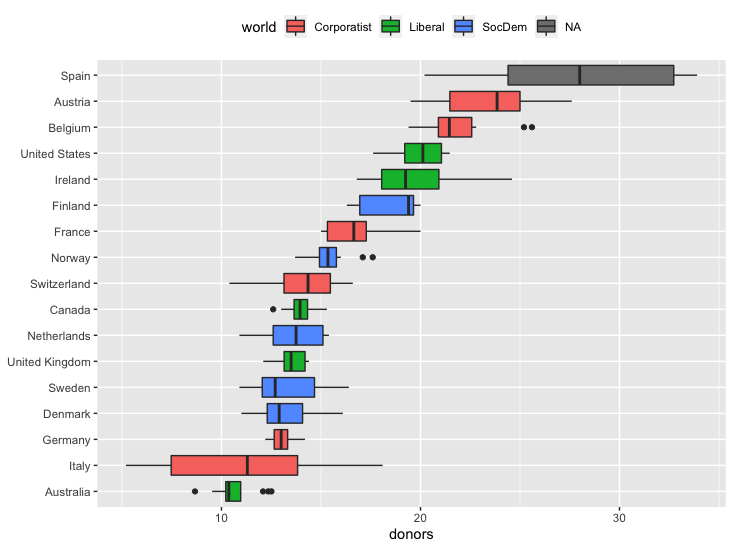 world Corporatist Liberal SocDem NA
Spain
Austria
Belgium
United States
Ireland
Finland
France
Norway
Switzerland
Canada
Netherlands
United Kingdom
Sweden
Denmark
Germany
Italy
Australia
10 20 30
donors